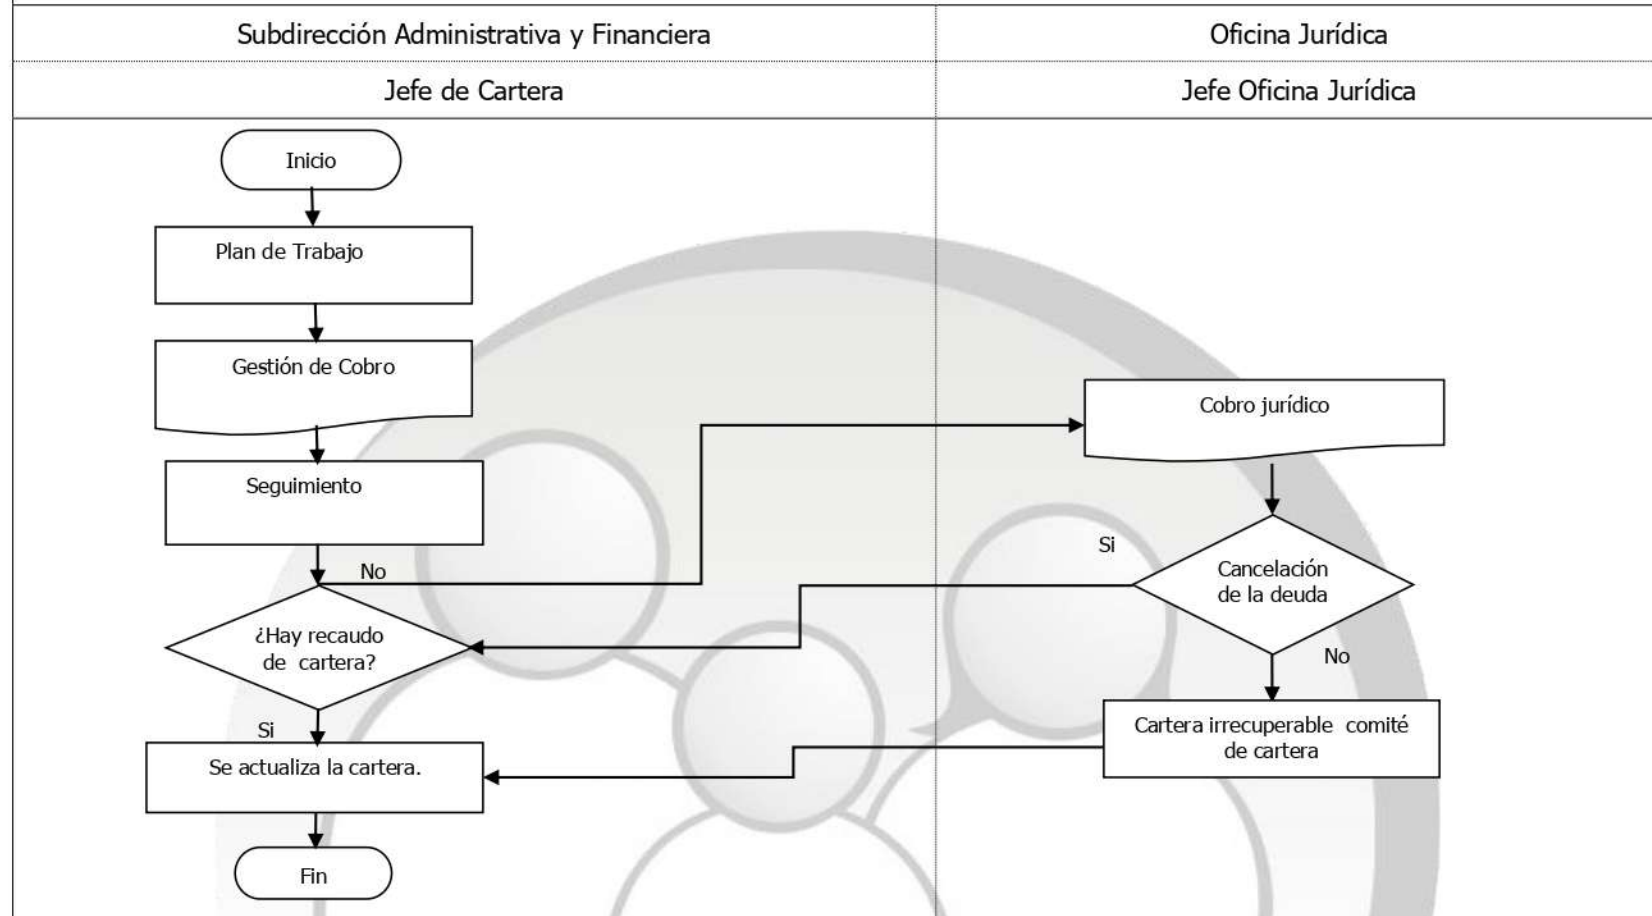 Subdirección Administrativa y Financiera
Oficina Jurídica
Jefe de Cartera
Jefe Oficina Jurídica
Inicio
Plan de Trabajo
Gestión de Cobro
Seguimiento
No
¿Hay recaudo
de cartera?
Si
Se actualiza la cartera.
Fin
Cobro jurídico
Si
Cancelación
de la deuda
No
Cartera irrecuperable comité
de cartera